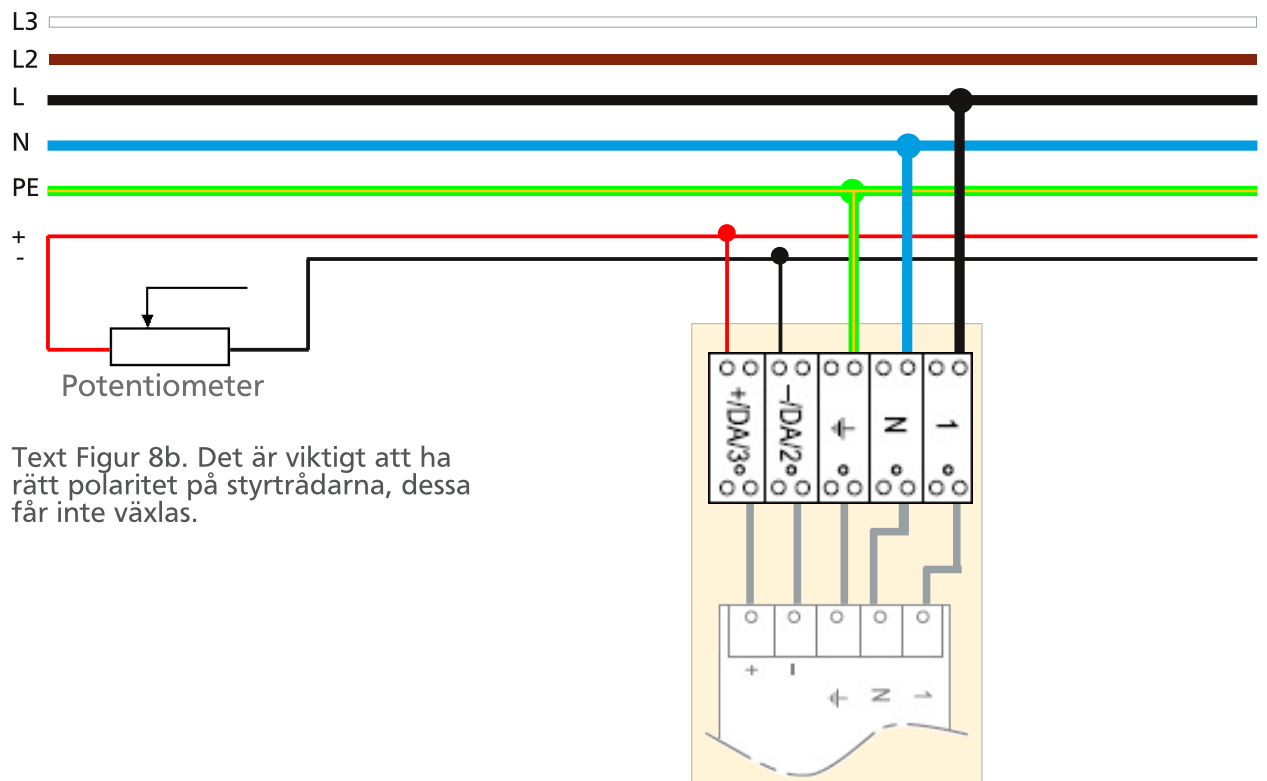 L3
L2
L
N
PE
+
-
Potentiometer
Text Figur 8b. Det är viktigt att ha
rätt polaritet på styrtrådarna, dessa
får inte växlas.
+/DA/3
–/DA/2
N
1
+
–
N
1